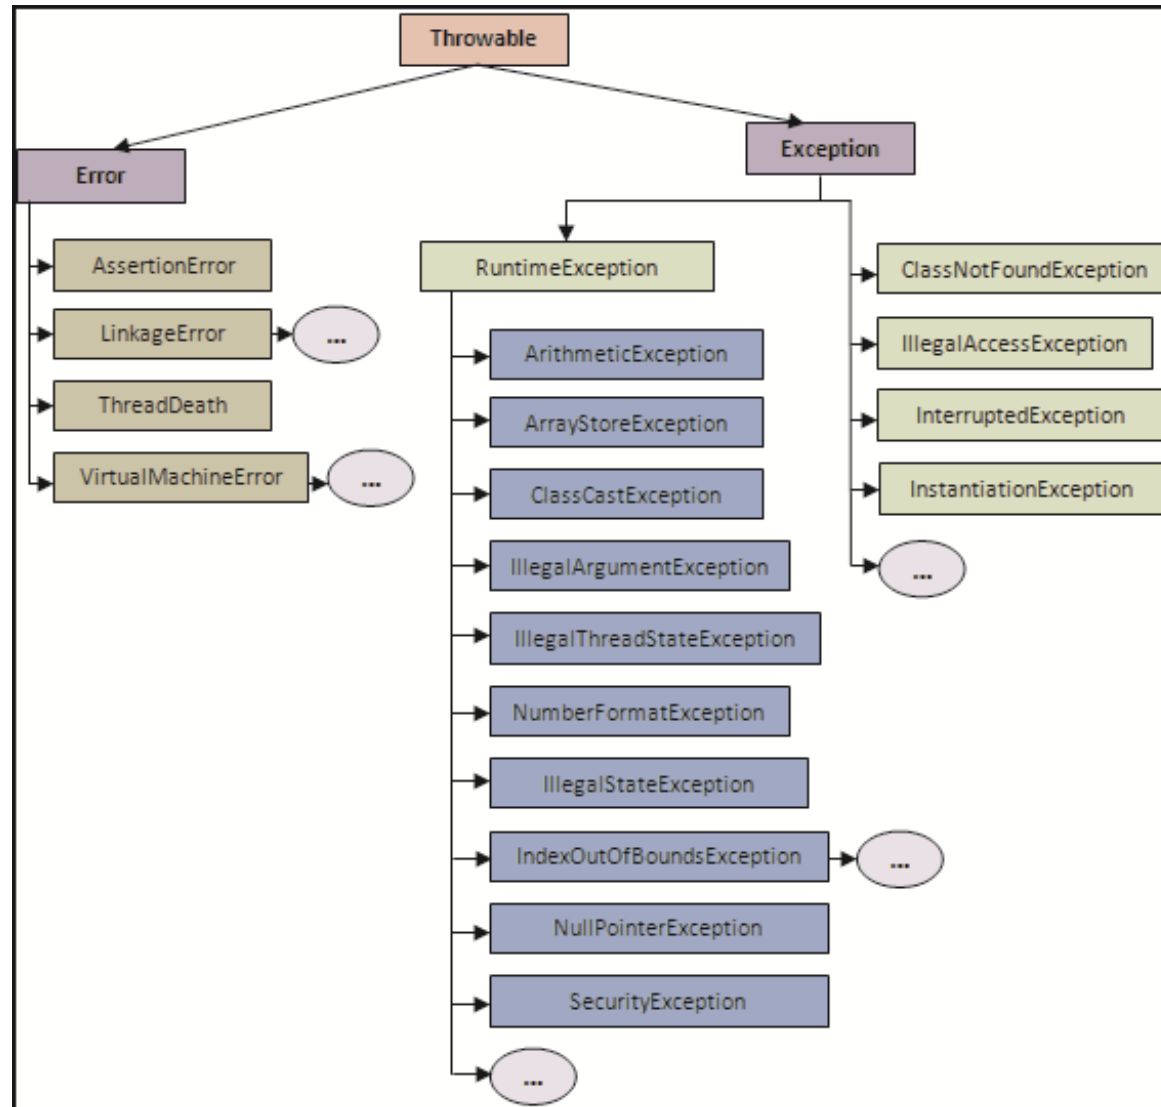 Throwable
Exception
Error
AssertionError
LinkageError
...
ThreadDeath
VirtualMachineError
...
RuntimeException
ArithmeticException
ArrayStoreException
ClassCastException
IllegalArgumentException
IllegalThreadStateException
NumberFormatException
IllegalStateException
IndexOutOfBoundsException
...
NullPointerException
SecurityException
...
ClassNotFoundException
IllegalAccessException
InterruptedException
InstantiationException
...